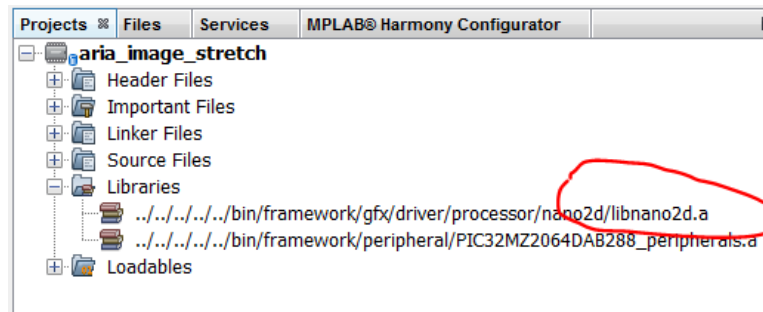 Projects Files Services MPLAB® Harmony Configurator
aria_image_stretch
Header Files
Important Files
Linker Files
Source Files
Libraries
../../../../../bin/framework/gfx/driver/processor/nano2d/libnano2d.a
../../../../../bin/framework/peripheral/PIC32MZ2064DAB288_peripherals.a
Loadables